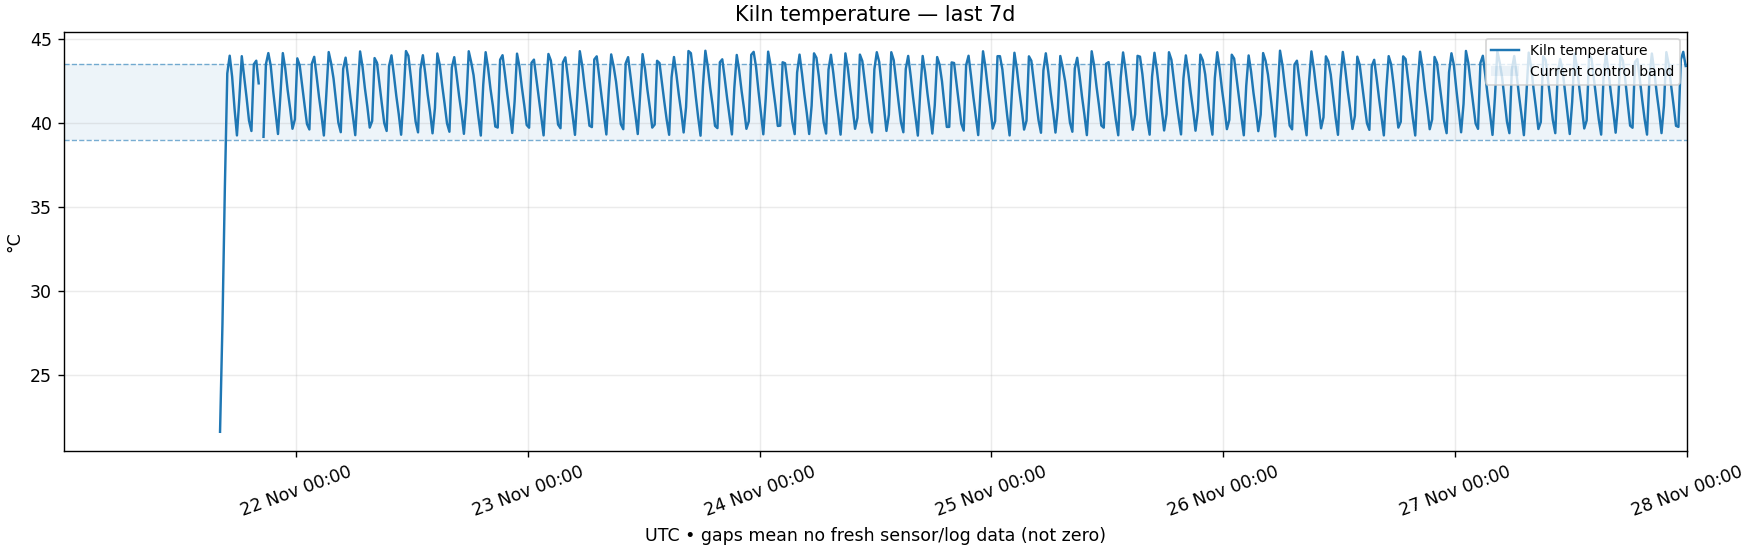 Kiln temperature — last 7d
45
40
35
30
25
°C
Kiln temperature
Current control band
22 Nov 00:00
23 Nov 00:00
24 Nov 00:00
25 Nov 00:00
26 Nov 00:00
27 Nov 00:00
28 Nov 00:00
UTC • gaps mean no fresh sensor/log data (not zero)